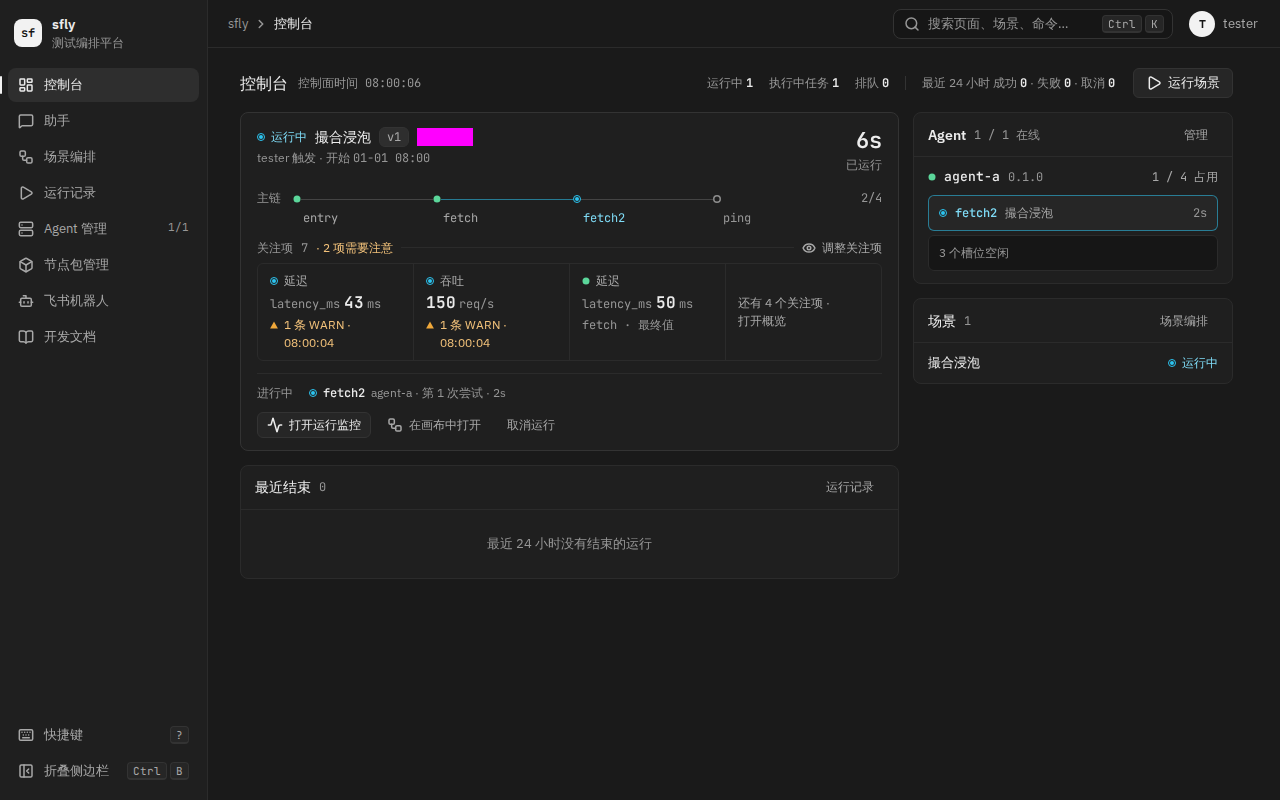 sf
sfly
测试编排平台
控制台
助手
场景编排
运行记录
Agent 管理 1/1
节点包管理
飞书机器人
开发文档
快捷键 ?
折叠侧边栏 Ctrl B
sfly > 控制台
搜索页面、场景、命令... Ctrl K
T tester
控制台 控制面时间 08:00:06
运行中 1 执行中任务 1 排队 0 最近 24 小时 成功 0 · 失败 0 · 取消 0
运行场景
运行中 撮合浸泡 v1
6s
tester 触发 · 开始 01-01 08:00
已运行
主链 2/4
entry fetch fetch2 ping
关注项 7 · 2 项需要注意
调整关注项
延迟
latency_ms 43 ms
1 条 WARN ·
08:00:04
吞吐
150 req/s
1 条 WARN ·
08:00:04
延迟
latency_ms 50 ms
fetch · 最终值
还有 4 个关注项 ·
打开概览
进行中 fetch2 agent-a · 第 1 次尝试 · 2s
打开运行监控 在画布中打开 取消运行
最近结束 0 运行记录
最近 24 小时没有结束的运行
Agent 1 / 1 在线 管理
agent-a 0.1.0 1 / 4 占用
fetch2 撮合浸泡 2s
3 个槽位空闲
场景 1 场景编排
撮合浸泡 运行中